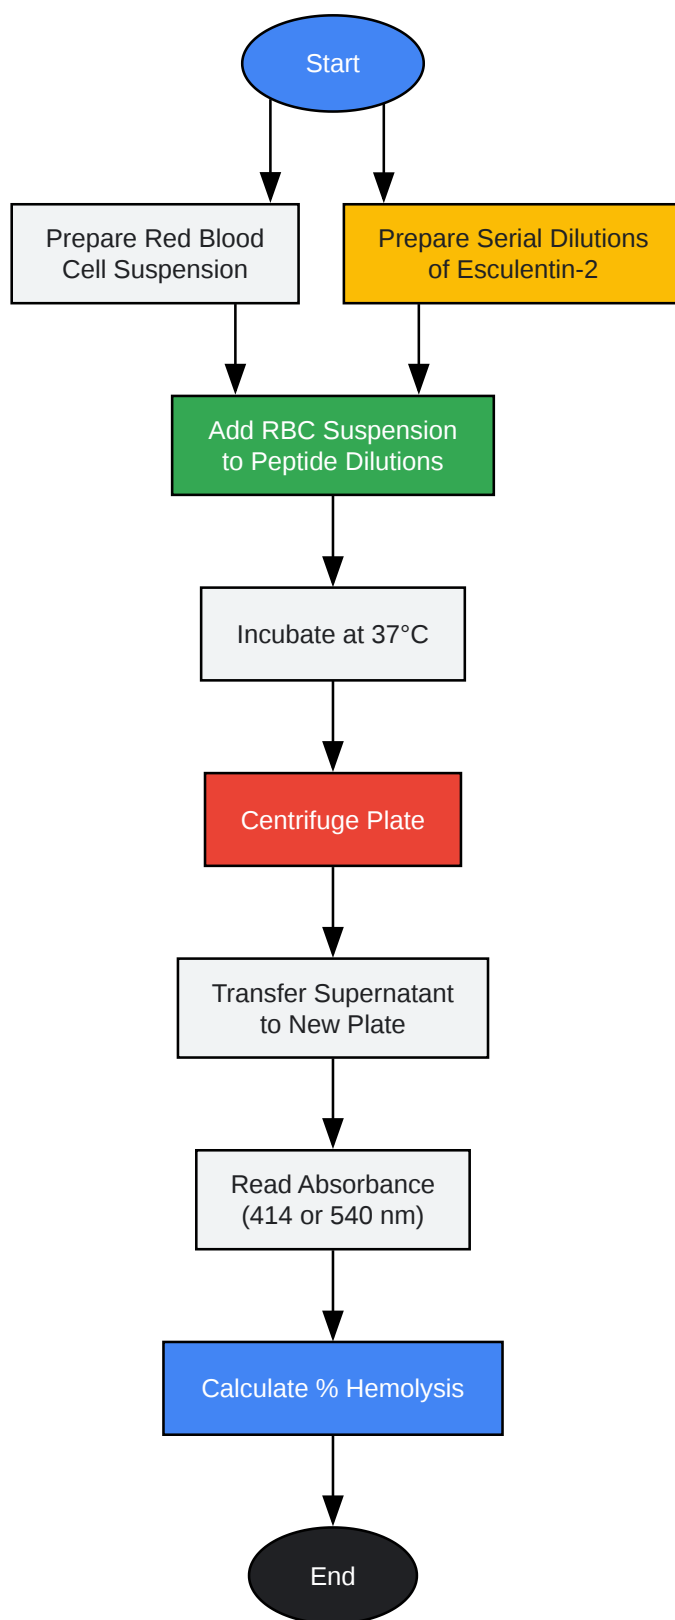 Start
Prepare Red Blood
Cell Suspension
Prepare Serial Dilutions
of Esculentin-2
Add RBC Suspension
to Peptide Dilutions
Incubate at 37°C
Centrifuge Plate
Transfer Supernatant
to New Plate
Read Absorbance
(414 or 540 nm)
Calculate % Hemolysis
End